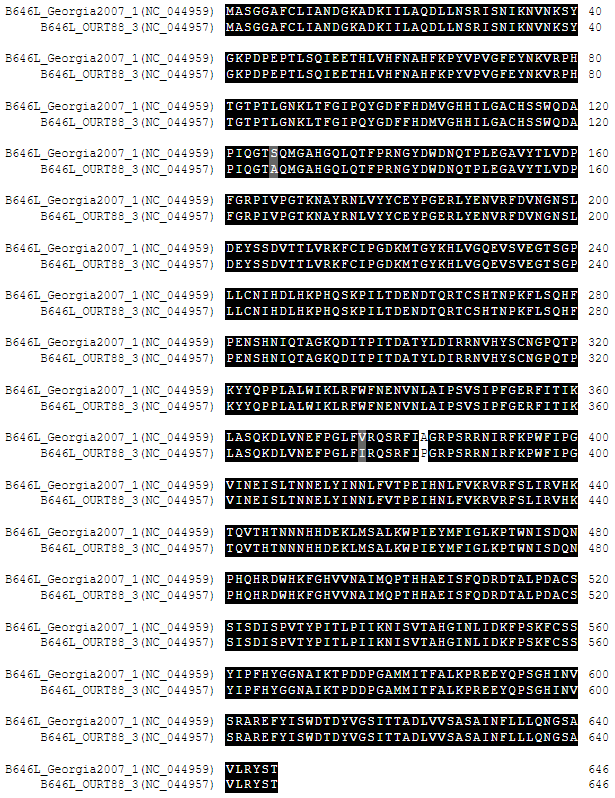 B646L_Georgia2007_1(NC_044959) MASGGAFCLIANDGKADKIILAQDLLNSRISNIKNVNKSY 40
B646L_OURT88_3(NC_044957) MASGGAFCLIANDGKADKIILAQDLLNSRISNIKNVNKSY 40
B646L_Georgia2007_1(NC_044959) GKPDPEPTLSQIEETHLVHFNAHFKPYVPVGFEYNKVRPH 80
B646L_OURT88_3(NC_044957) GKPDPEPTLSQIEETHLVHFNAHFKPYVPVGFEYNKVRPH 80
B646L_Georgia2007_1(NC_044959) TGTPTLGNKLTFGIPQYGDFFHDMVGHHILGACHSSWQDA 120
B646L_OURT88_3(NC_044957) TGTPTLGNKLTFGIPQYGDFFHDMVGHHILGACHSSWQDA 120
B646L_Georgia2007_1(NC_044959) PIQGTSQMGAHGQLQTFPRNGYDWDNQTPLEGAVYTLVDP 160
B646L_OURT88_3(NC_044957) PIQGTAQMGAHGQLQTFPRNGYDWDNQTPLEGAVYTLVDP 160
B646L_Georgia2007_1(NC_044959) FGRPIVPGTKNAYRNLVYYCEYPGERLYENVRFDVNGNSL 200
B646L_OURT88_3(NC_044957) FGRPIVPGTKNAYRNLVYYCEYPGERLYENVRFDVNGNSL 200
B646L_Georgia2007_1(NC_044959) DEYSSDVTTLVRKFCIPGDKMTGYKHLVGQEVSVEGTSGP 240
B646L_OURT88_3(NC_044957) DEYSSDVTTLVRKFCIPGDKMTGYKHLVGQEVSVEGTSGP 240
B646L_Georgia2007_1(NC_044959) LLCNIHDLHKPHQSKPILTDENDTQRTCSHTNPKFLSQHF 280
B646L_OURT88_3(NC_044957) LLCNIHDLHKPHQSKPILTDENDTQRTCSHTNPKFLSQHF 280
B646L_Georgia2007_1(NC_044959) PENSHNIQTAGKQDITPITDATYLDIRRNVHYSCNGPQTP 320
B646L_OURT88_3(NC_044957) PENSHNIQTAGKQDITPITDATYLDIRRNVHYSCNGPQTP 320
B646L_Georgia2007_1(NC_044959) KYYQPPLALWIKLRFWFNENVNLAIPSVSIPFGERFITIK 360
B646L_OURT88_3(NC_044957) KYYQPPLALWIKLRFWFNENVNLAIPSVSIPFGERFITIK 360
B646L_Georgia2007_1(NC_044959) LASQKDLVNEFPGLFVRQSRFIAGRPSRRNIRFKPWFIPG 400
B646L_OURT88_3(NC_044957) LASQKDLVNEFPGLFIRQSRFIPGRPSRRNIRFKPWFIPG 400
B646L_Georgia2007_1(NC_044959) VINEISLTNNELYINNLFVTPEIHNLFVKRVRFSLIRVHK 440
B646L_OURT88_3(NC_044957) VINEISLTNNELYINNLFVTPEIHNLFVKRVRFSLIRVHK 440
B646L_Georgia2007_1(NC_044959) TQVTHTNNNHHDEKLMSALKWPIEYMFIGLKPTWNISDQN 480
B646L_OURT88_3(NC_044957) TQVTHTNNNHHDEKLMSALKWPIEYMFIGLKPTWNISDQN 480
B646L_Georgia2007_1(NC_044959) PHQHRDWHKFGHVVNAIMQPTHHAEISFQDRDTALPDACS 520
B646L_OURT88_3(NC_044957) PHQHRDWHKFGHVVNAIMQPTHHAEISFQDRDTALPDACS 520
B646L_Georgia2007_1(NC_044959) SISDISPVTYPITLPIIKNISVTAHGINLIDKFPSKFCSS 560
B646L_OURT88_3(NC_044957) SISDISPVTYPITLPIIKNISVTAHGINLIDKFPSKFCSS 560
B646L_Georgia2007_1(NC_044959) YIPFHYGGNAIKTPDDPGAMMITFALKPREEYQPSGHINV 600
B646L_OURT88_3(NC_044957) YIPFHYGGNAIKTPDDPGAMMITFALKPREEYQPSGHINV 600
B646L_Georgia2007_1(NC_044959) SRAREFYISWDTDYVGSITTADLVVSASAINFLLLQNGSA 640
B646L_OURT88_3(NC_044957) SRAREFYISWDTDYVGSITTADLVVSASAINFLLLQNGSA 640
B646L_Georgia2007_1(NC_044959) VLRYST 646
B646L_OURT88_3(NC_044957) VLRYST 646